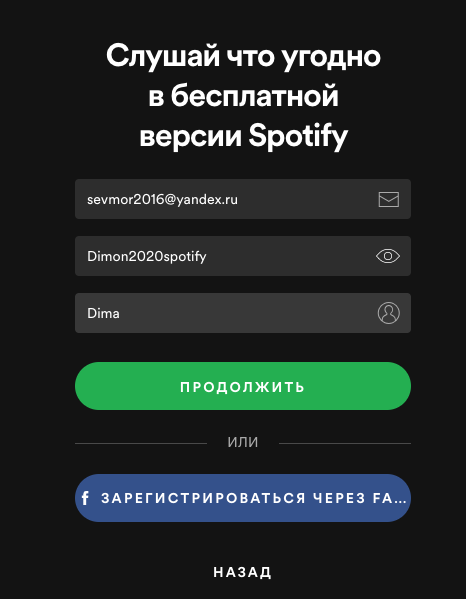 Слушай что угодно
в бесплатной
версии Spotify
sevmor2016@yandex.ru
Dimon2020spotify
Dima
ПРОДОЛЖИТЬ
ИЛИ
f ЗАРЕГИСТРИРОВАТЬСЯ ЧЕРЕЗ FA...
НАЗАД